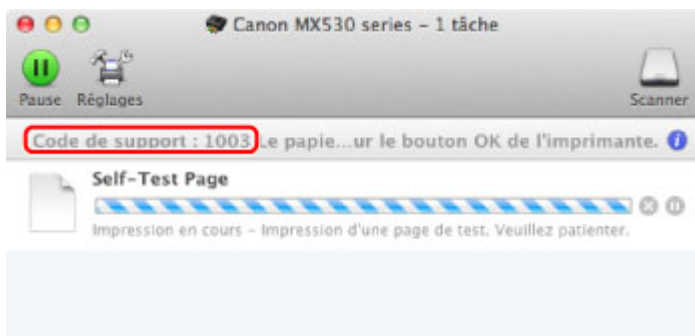 Canon MX530 series – 1 tâche
Pause Réglages Scanner
Code de support : 1003 Le papie...ur le bouton OK de l'imprimante.
Self-Test Page
Impression en cours – Impression d'une page de test. Veuillez patienter.